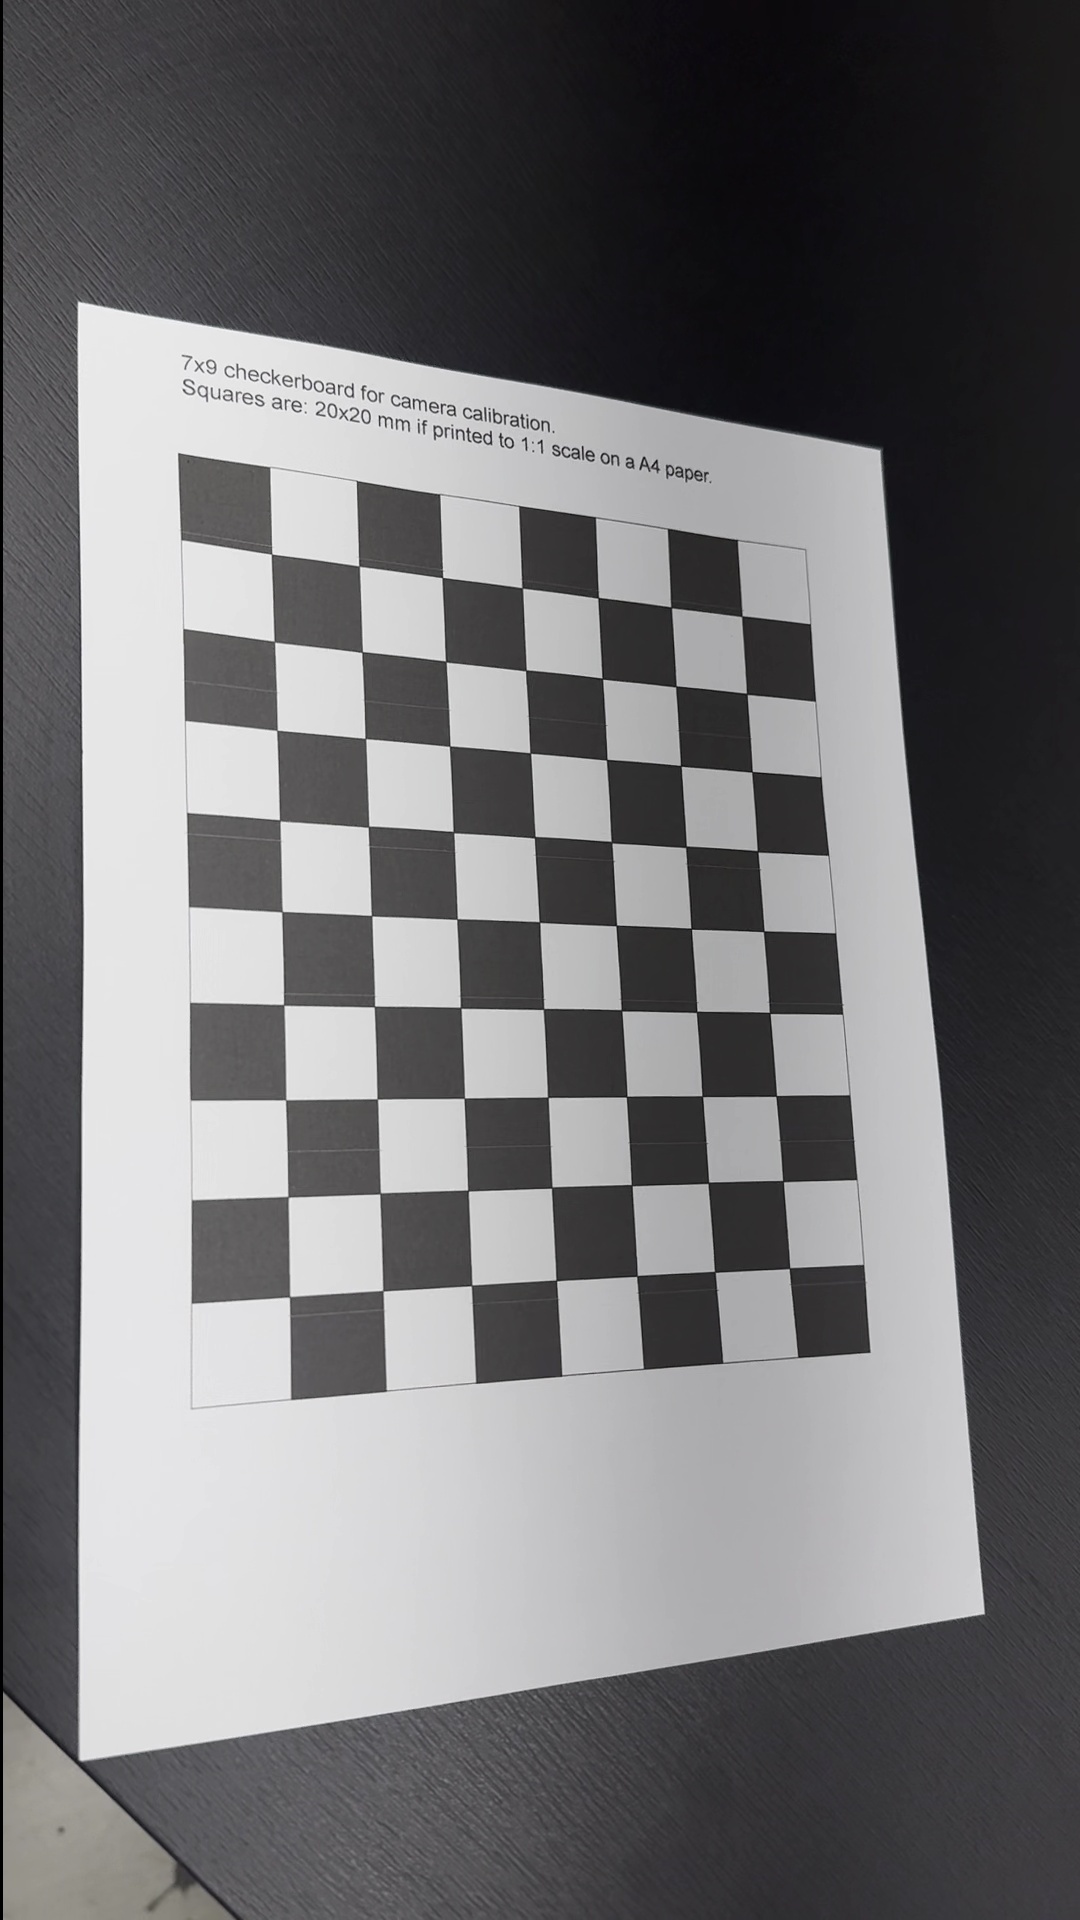 7x9 checkerboard for camera calibration.
Squares are: 20x20 mm if printed to 1:1 scale on a A4 paper.